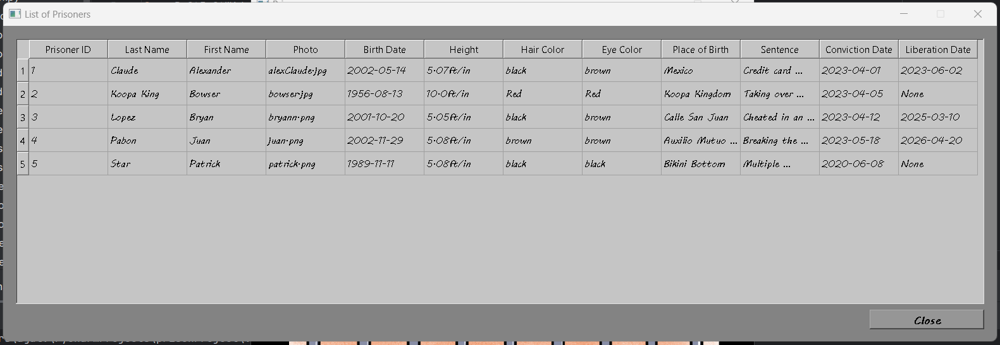 List of Prisoners
Prisoner ID Last Name First Name Photo Birth Date Height Hair Color Eye Color Place of Birth Sentence Conviction Date Liberation Date
1 1 Claude Alexander alexClaude.jpg 2002-05-14 5.07ft/in black brown Mexico Credit card ... 2023-04-01 2023-06-02
2 2 Koopa King Bowser bowser.jpg 1956-08-13 10.0ft/in Red Red Koopa Kingdom Taking over ... 2023-04-05 None
3 3 Lopez Bryan bryann.png 2001-10-20 5.05ft/in black brown Calle San Juan Cheated in an ... 2023-04-12 2025-03-10
4 4 Pabon Juan juan.png 2002-11-29 5.08ft/in brown brown Auxilio Mutuo ... Breaking the ... 2023-05-18 2026-04-20
5 5 Star Patrick patrick.png 1989-11-11 5.08ft/in black black Bikini Bottom Multiple ... 2020-06-08 None
Close